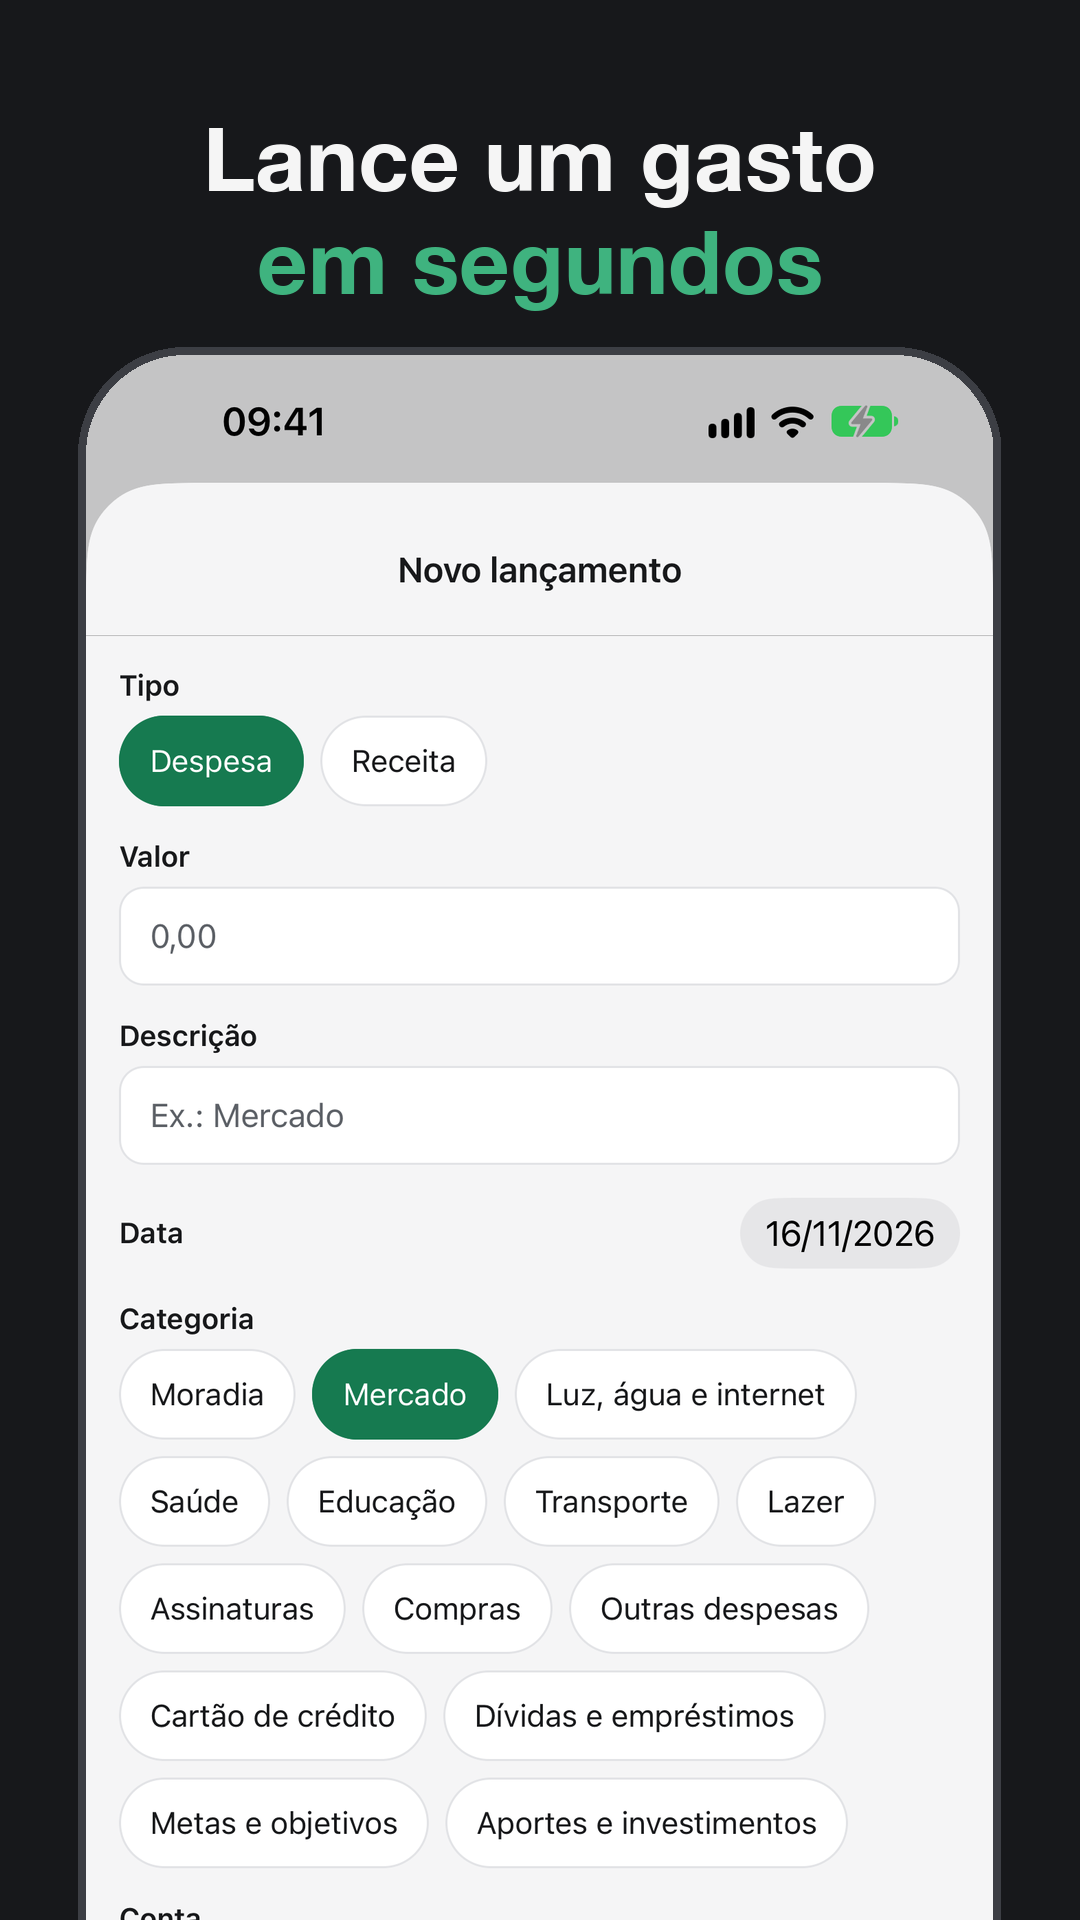 Lance um gasto
em segundos
09:41
Novo lançamento
Tipo
Despesa Receita
Valor
0,00
Descrição
Ex.: Mercado
Data 16/11/2026
Categoria
Moradia Mercado Luz, água e internet
Saúde Educação Transporte Lazer
Assinaturas Compras Outras despesas
Cartão de crédito Dívidas e empréstimos
Metas e objetivos Aportes e investimentos
Conta